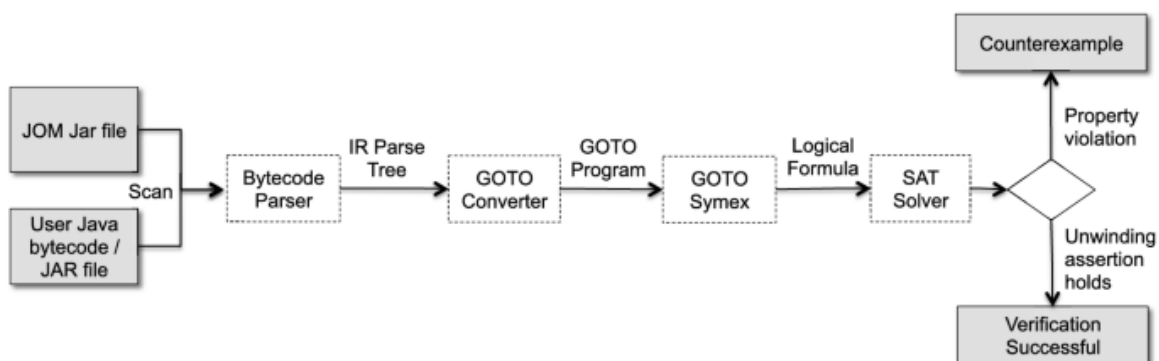 Counterexample
JOM Jar file
Property
violation
IR Parse
Tree
GOTO
Program
Logical
Formula
Scan
Bytecode
Parser
GOTO
Converter
GOTO
Symex
SAT
Solver
User Java
bytecode /
JAR file
Unwinding
assertion
holds
Verification
Successful